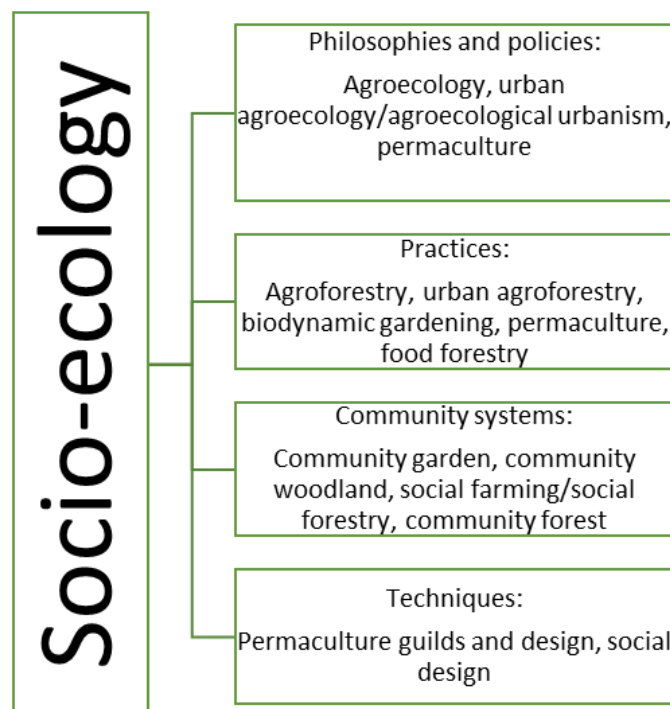 Socio-ecology
Philosophies and policies:
Agroecology, urban
agroecology/agroecological urbanism,
permaculture
Practices:
Agroforestry, urban agroforestry,
biodynamic gardening, permaculture,
food forestry
Community systems:
Community garden, community
woodland, social farming/social
forestry, community forest
Techniques:
Permaculture guilds and design, social
design